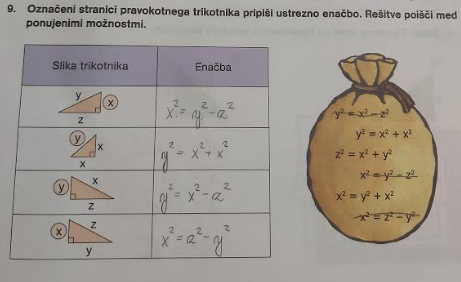 9. Označeni stranici pravokotnega trikotnika pripiši ustrezno enačbo. Rešitve poišči med
ponujenimi možnostmi.
Slika trikotnika Enačba
y x z
x² = y² - z²
y x x
y² = x² + x²
y x z
y² = x² - z²
x z y
x² = z² - y²
y² = x² – z²
y² = x² + x²
z² = x² + y²
x² = y² – z²
x² = y² + x²
x² = z² – y²